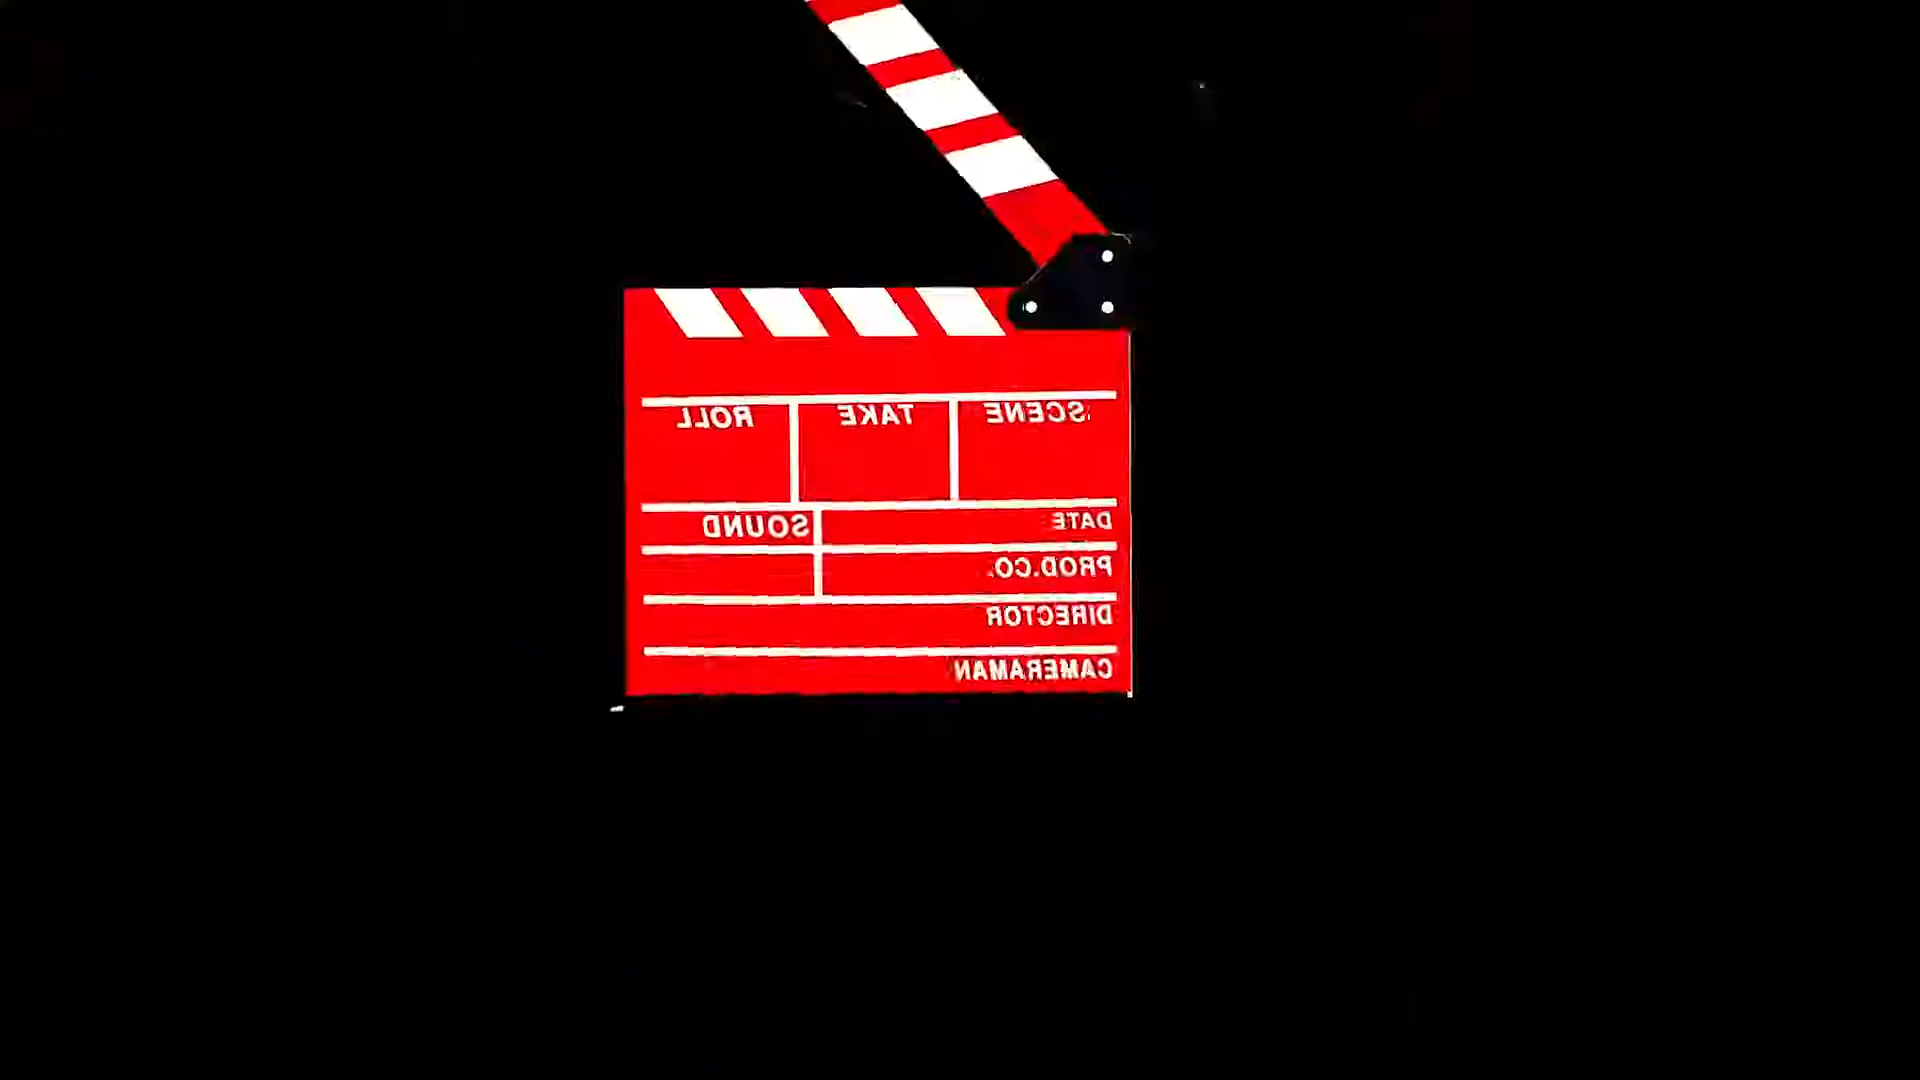 SCENE TAKE ROLL
DATE SOUND
PROD.CO.
DIRECTOR
CAMERAMAN